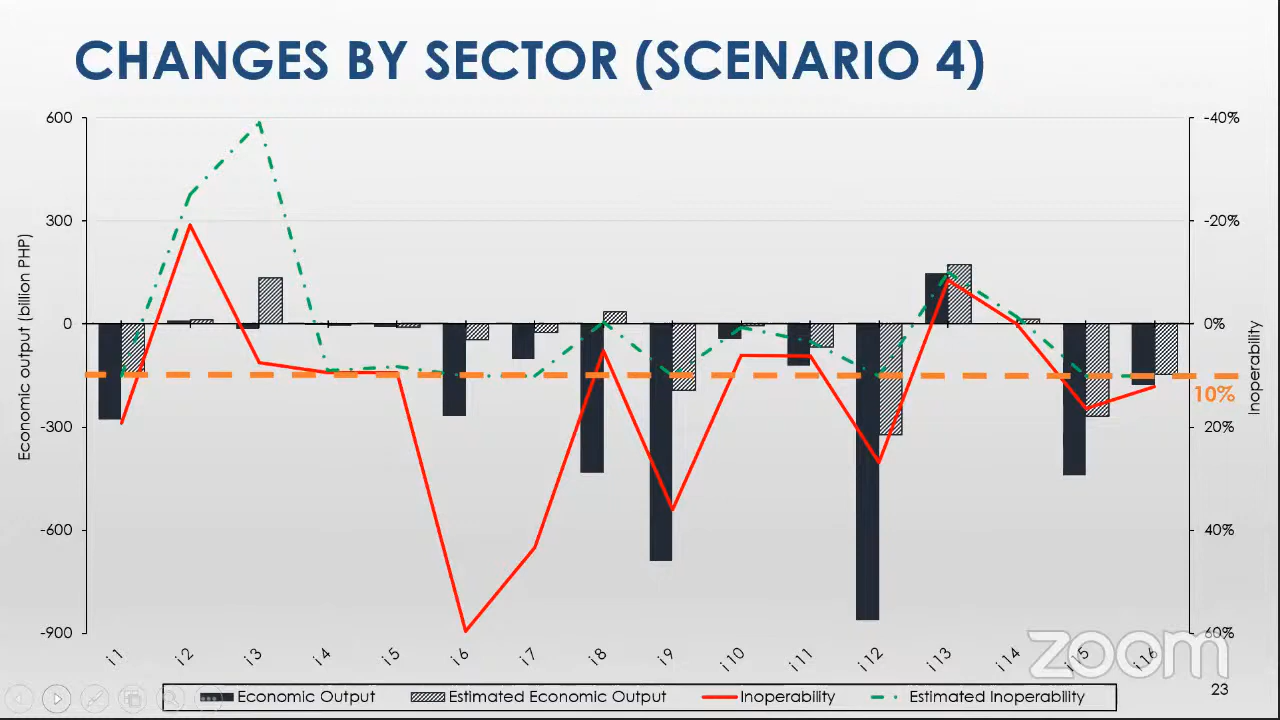 CHANGES BY SECTOR (SCENARIO 4)
600
300
0
-300
-600
-900
Economic output (billion PHP)
-40%
-20%
0%
10%
20%
40%
60%
Inoperability
i1 i2 i3 i4 i5 i6 i7 i8 i9 i10 i11 i12 i13 i14 i15 i16
zoom
Economic Output Estimated Economic Output Inoperability Estimated Inoperability
23